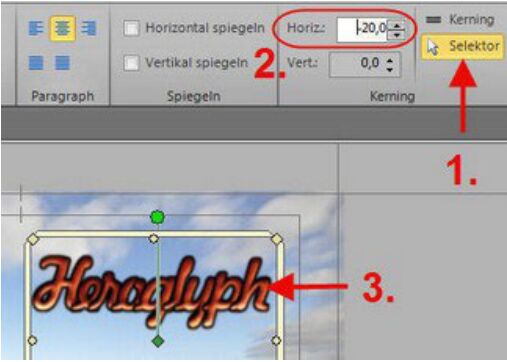 Horizontal spiegeln Horiz.: -20,0 Kerning
Vertikal spiegeln 2. Vert.: 0,0 Selektor
Paragraph Spiegeln Kerning
1.
Heroglyph 3.